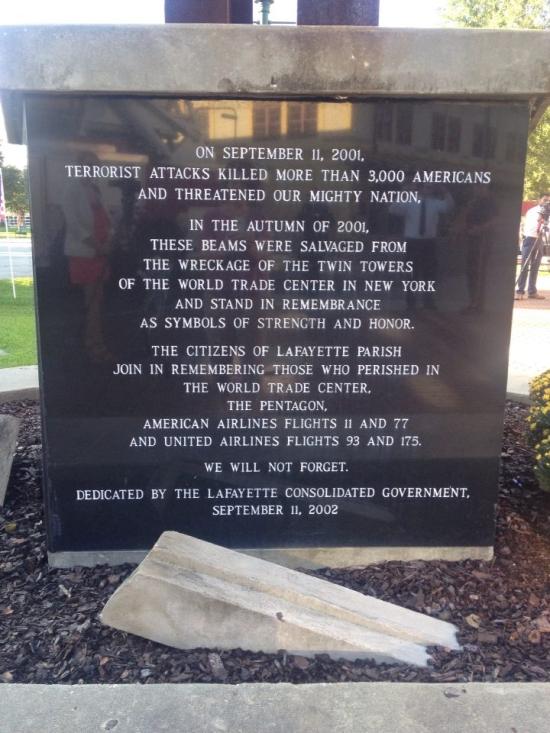 ON SEPTEMBER 11, 2001,
TERRORIST ATTACKS KILLED MORE THAN 3,000 AMERICANS
AND THREATENED OUR MIGHTY NATION,
IN THE AUTUMN OF 2001,
THESE BEAMS WERE SALVAGED FROM
THE WRECKAGE OF THE TWIN TOWERS
OF THE WORLD TRADE CENTER IN NEW YORK
AND STAND IN REMEMBRANCE
AS SYMBOLS OF STRENGTH AND HONOR.
THE CITIZENS OF LAFAYETTE PARISH
JOIN IN REMEMBERING THOSE WHO PERISHED IN
THE WORLD TRADE CENTER,
THE PENTAGON,
AMERICAN AIRLINES FLIGHTS 11 AND 77
AND UNITED AIRLINES FLIGHTS 93 AND 175.
WE WILL NOT FORGET.
DEDICATED BY THE LAFAYETTE CONSOLIDATED GOVERNMENT,
SEPTEMBER 11, 2002